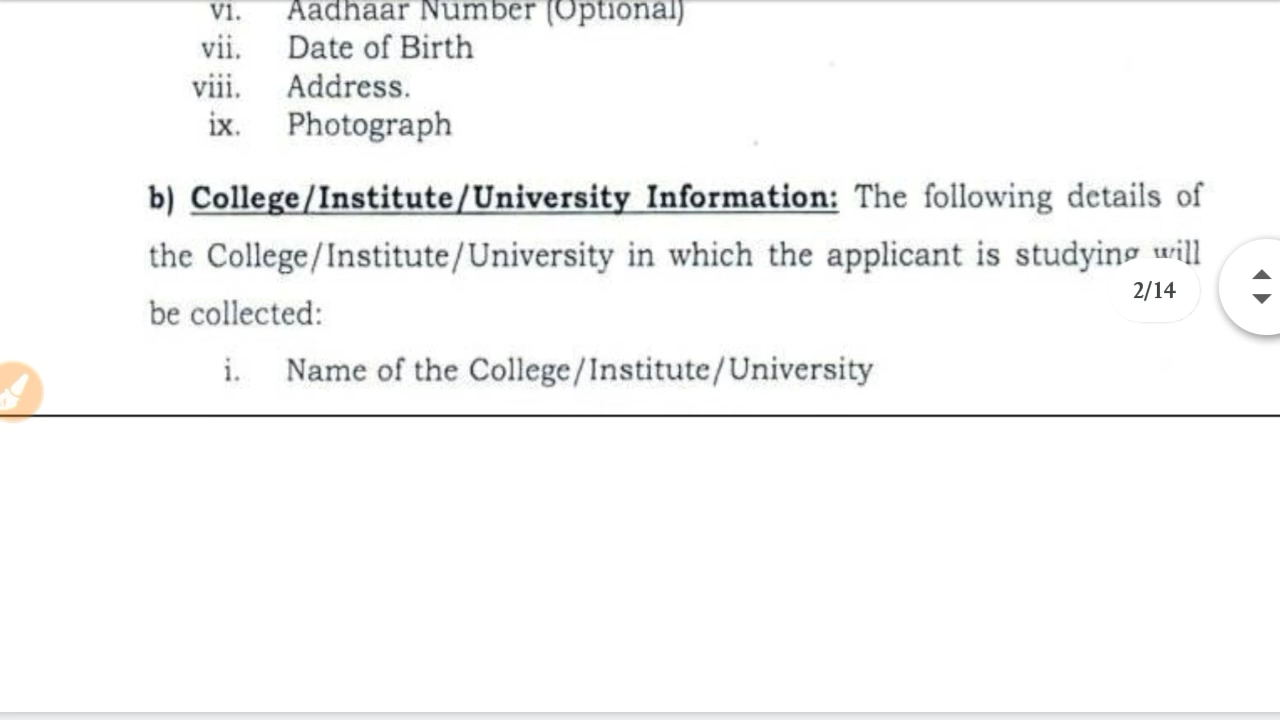 vi. Aadhaar Number (Optional)
vii. Date of Birth
viii. Address.
ix. Photograph
b) College/Institute/University Information: The following details of
the College/Institute/University in which the applicant is studying will
be collected:
2/14
i. Name of the College/Institute/University